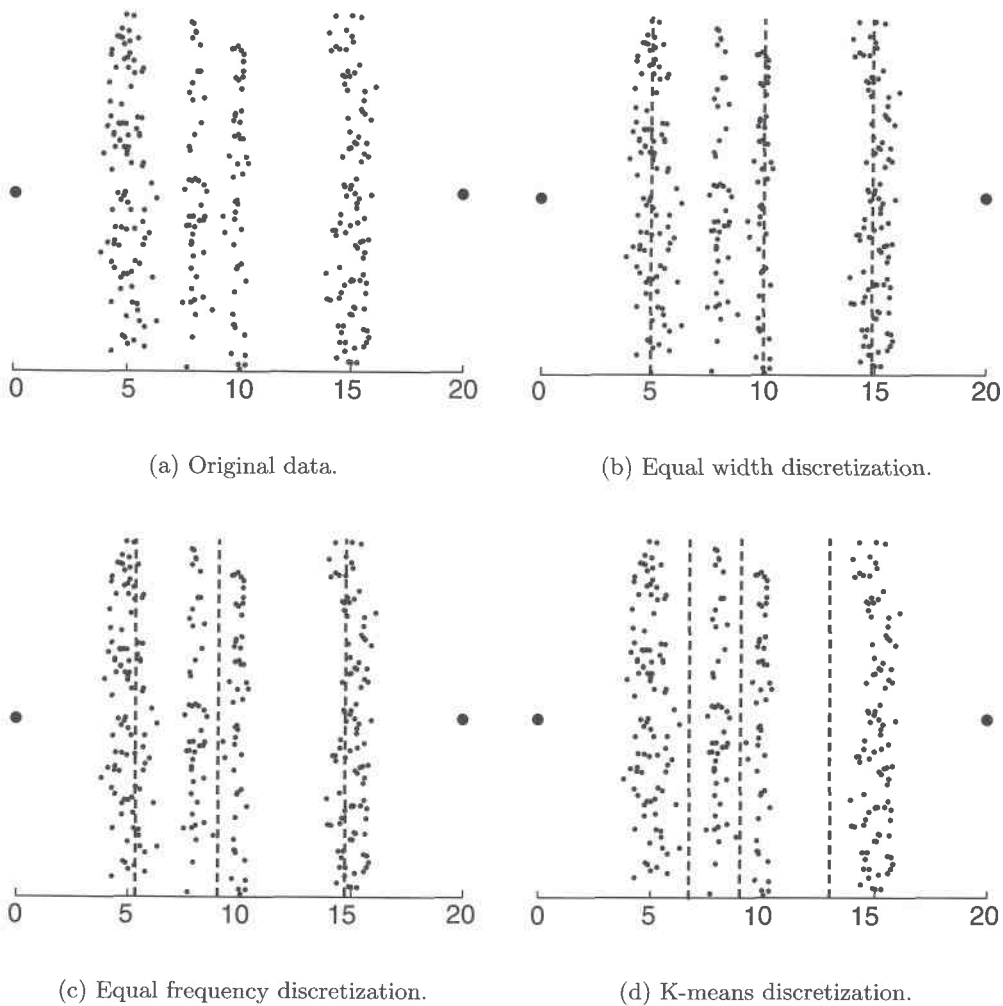 0 5 10 15 20
0 5 10 15 20
(a) Original data.
(b) Equal width discretization.
0 5 10 15 20
0 5 10 15 20
(c) Equal frequency discretization.
(d) K-means discretization.